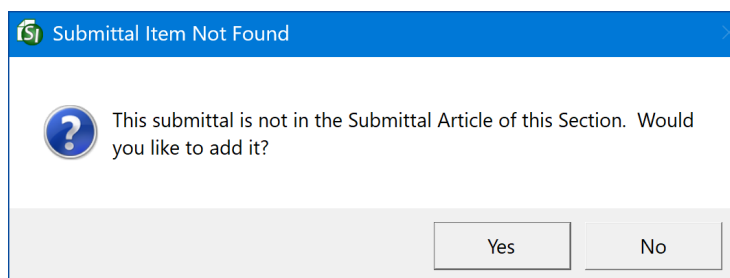 SI Submittal Item Not Found
This submittal is not in the Submittal Article of this Section.  Would
you like to add it?
Yes No